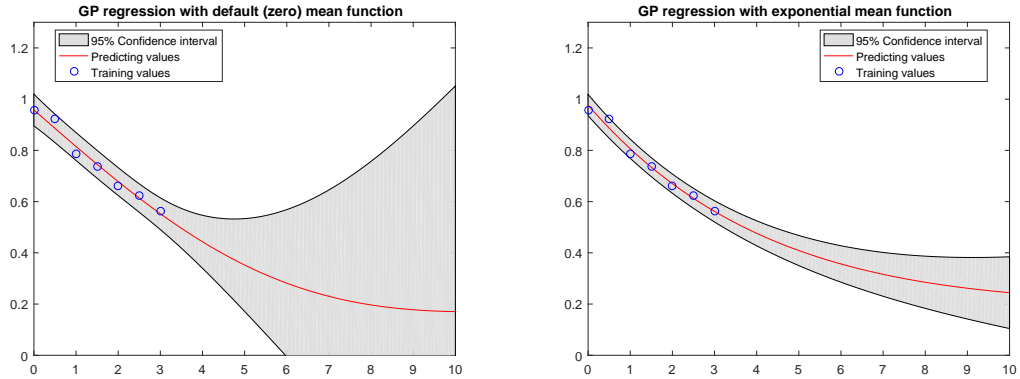 GP regression with default (zero) mean function
1.2
1
0.8
0.6
0.4
0.2
0
0 1 2 3 4 5 6 7 8 9 10
95% Confidence interval
Predicting values
Training values
GP regression with exponential mean function
1.2
1
0.8
0.6
0.4
0.2
0
0 1 2 3 4 5 6 7 8 9 10
95% Confidence interval
Predicting values
Training values